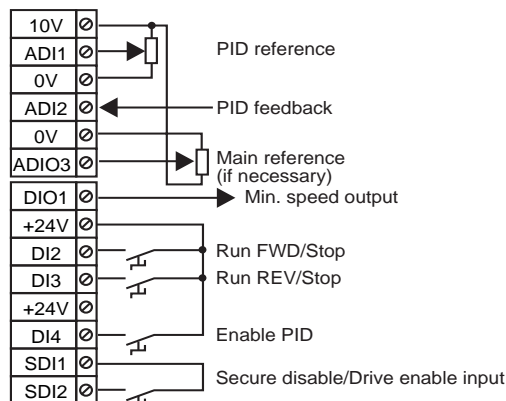 10V
ADI1 PID reference
0V
ADI2 PID feedback
0V
ADIO3 Main reference
(if necessary)
DIO1 Min. speed output
+24V
DI2 Run FWD/Stop
DI3 Run REV/Stop
+24V
DI4 Enable PID
SDI1
Secure disable/Drive enable input
SDI2